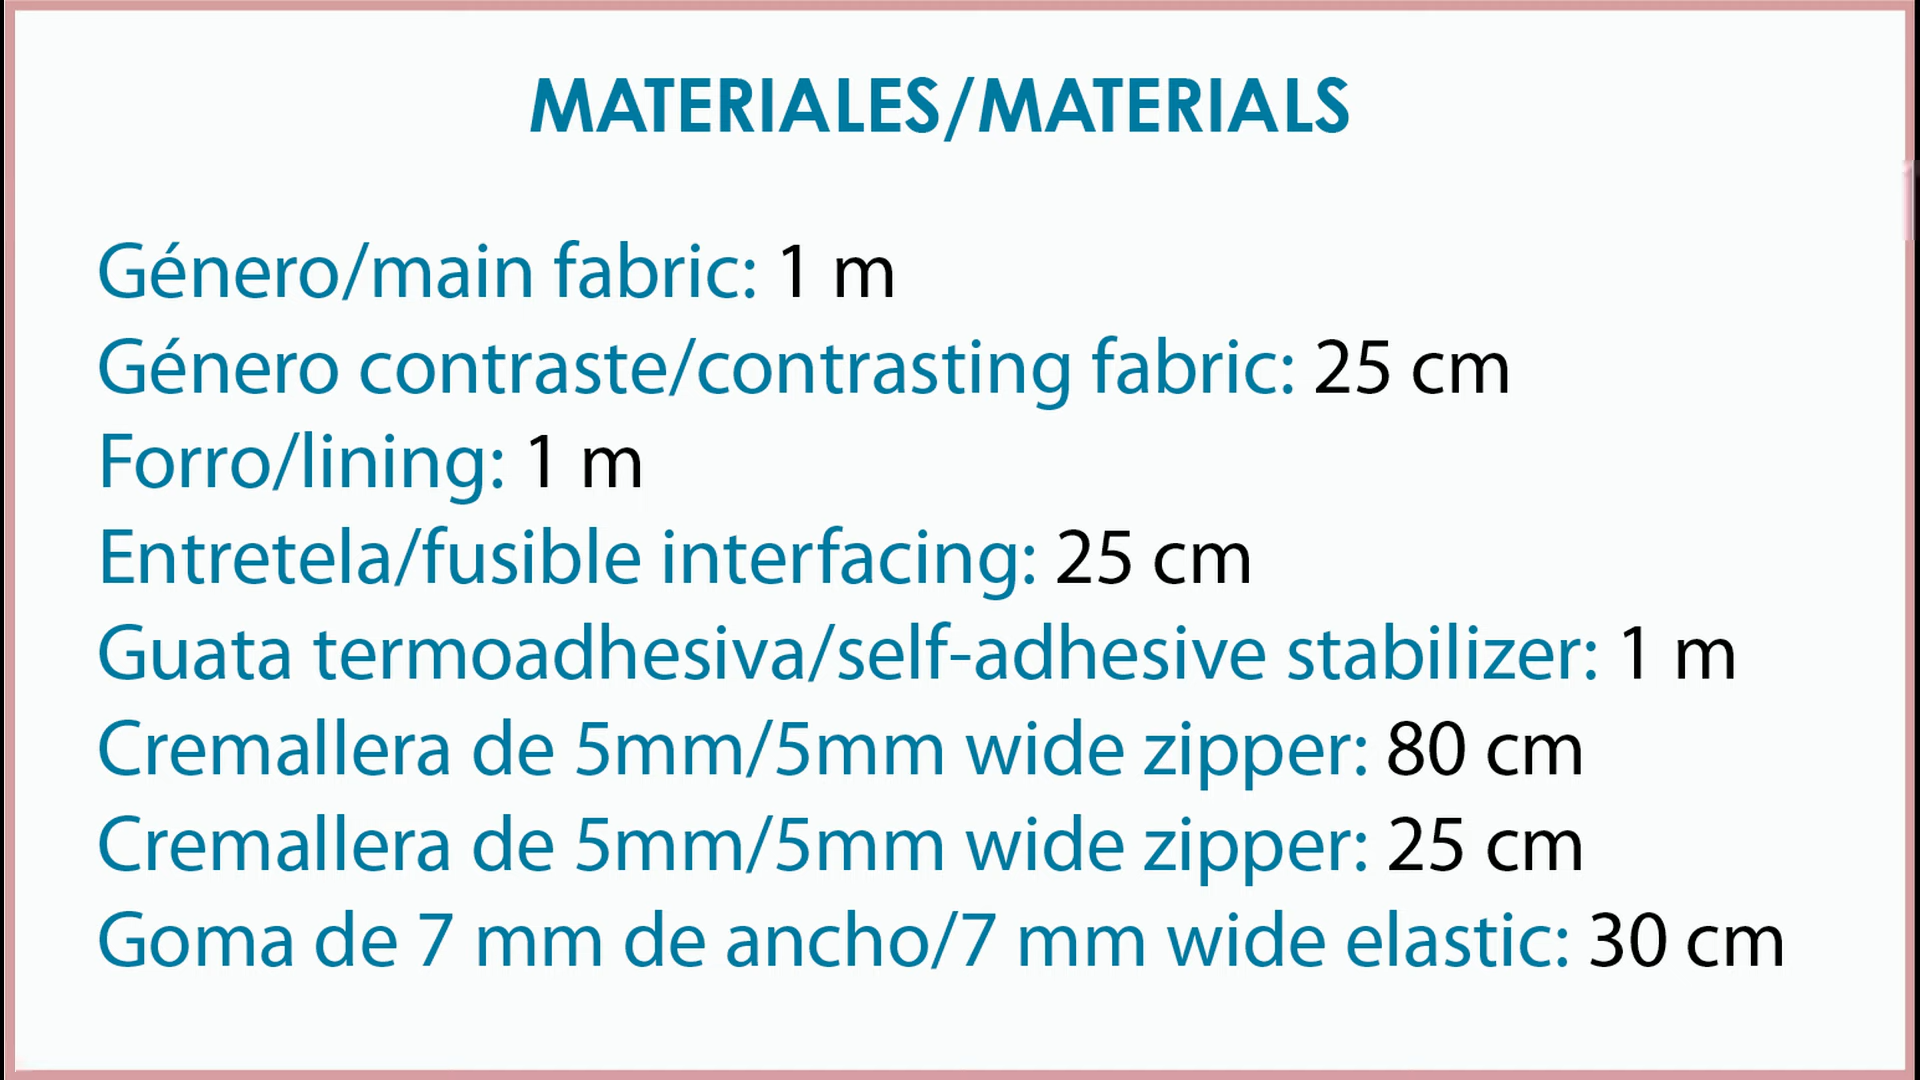 MATERIALES/MATERIALS
Género/main fabric: 1 m
Género contraste/contrasting fabric: 25 cm
Forro/lining: 1 m
Entretela/fusible interfacing: 25 cm
Guata termoadhesiva/self-adhesive stabilizer: 1 m
Cremallera de 5mm/5mm wide zipper: 80 cm
Cremallera de 5mm/5mm wide zipper: 25 cm
Goma de 7 mm de ancho/7 mm wide elastic: 30 cm